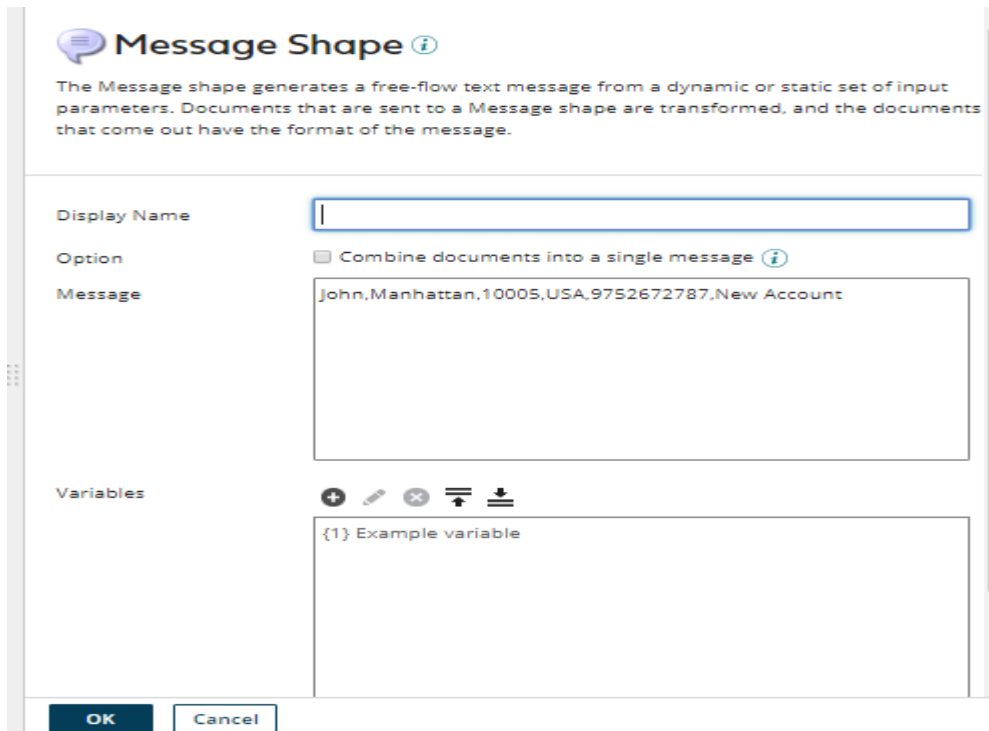 Message Shape i
The Message shape generates a free-flow text message from a dynamic or static set of input
parameters. Documents that are sent to a Message shape are transformed, and the documents
that come out have the format of the message.
Display Name
Option Combine documents into a single message i
Message John,Manhattan,10005,USA,9752672787,New Account
Variables
{1} Example variable
OK Cancel